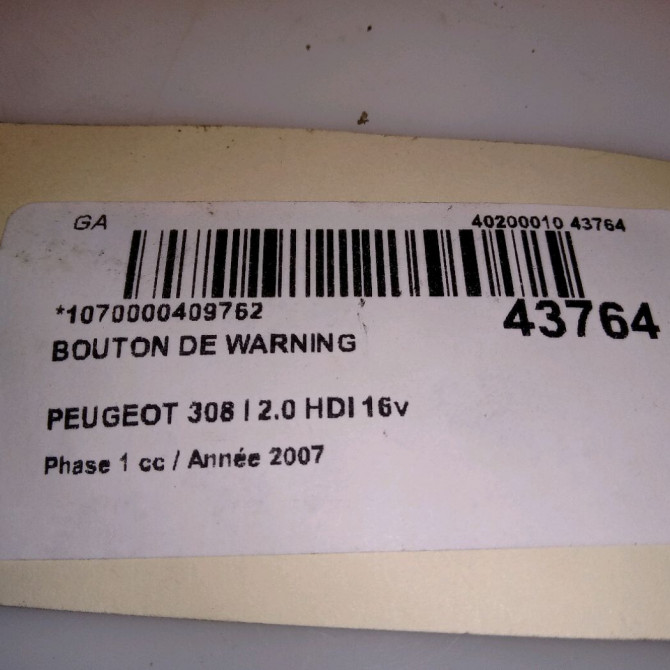 GA 40200010 43764
*1070000409762 43764
BOUTON DE WARNING
PEUGEOT 308 I 2.0 HDI 16v
Phase 1 cc / Année 2007